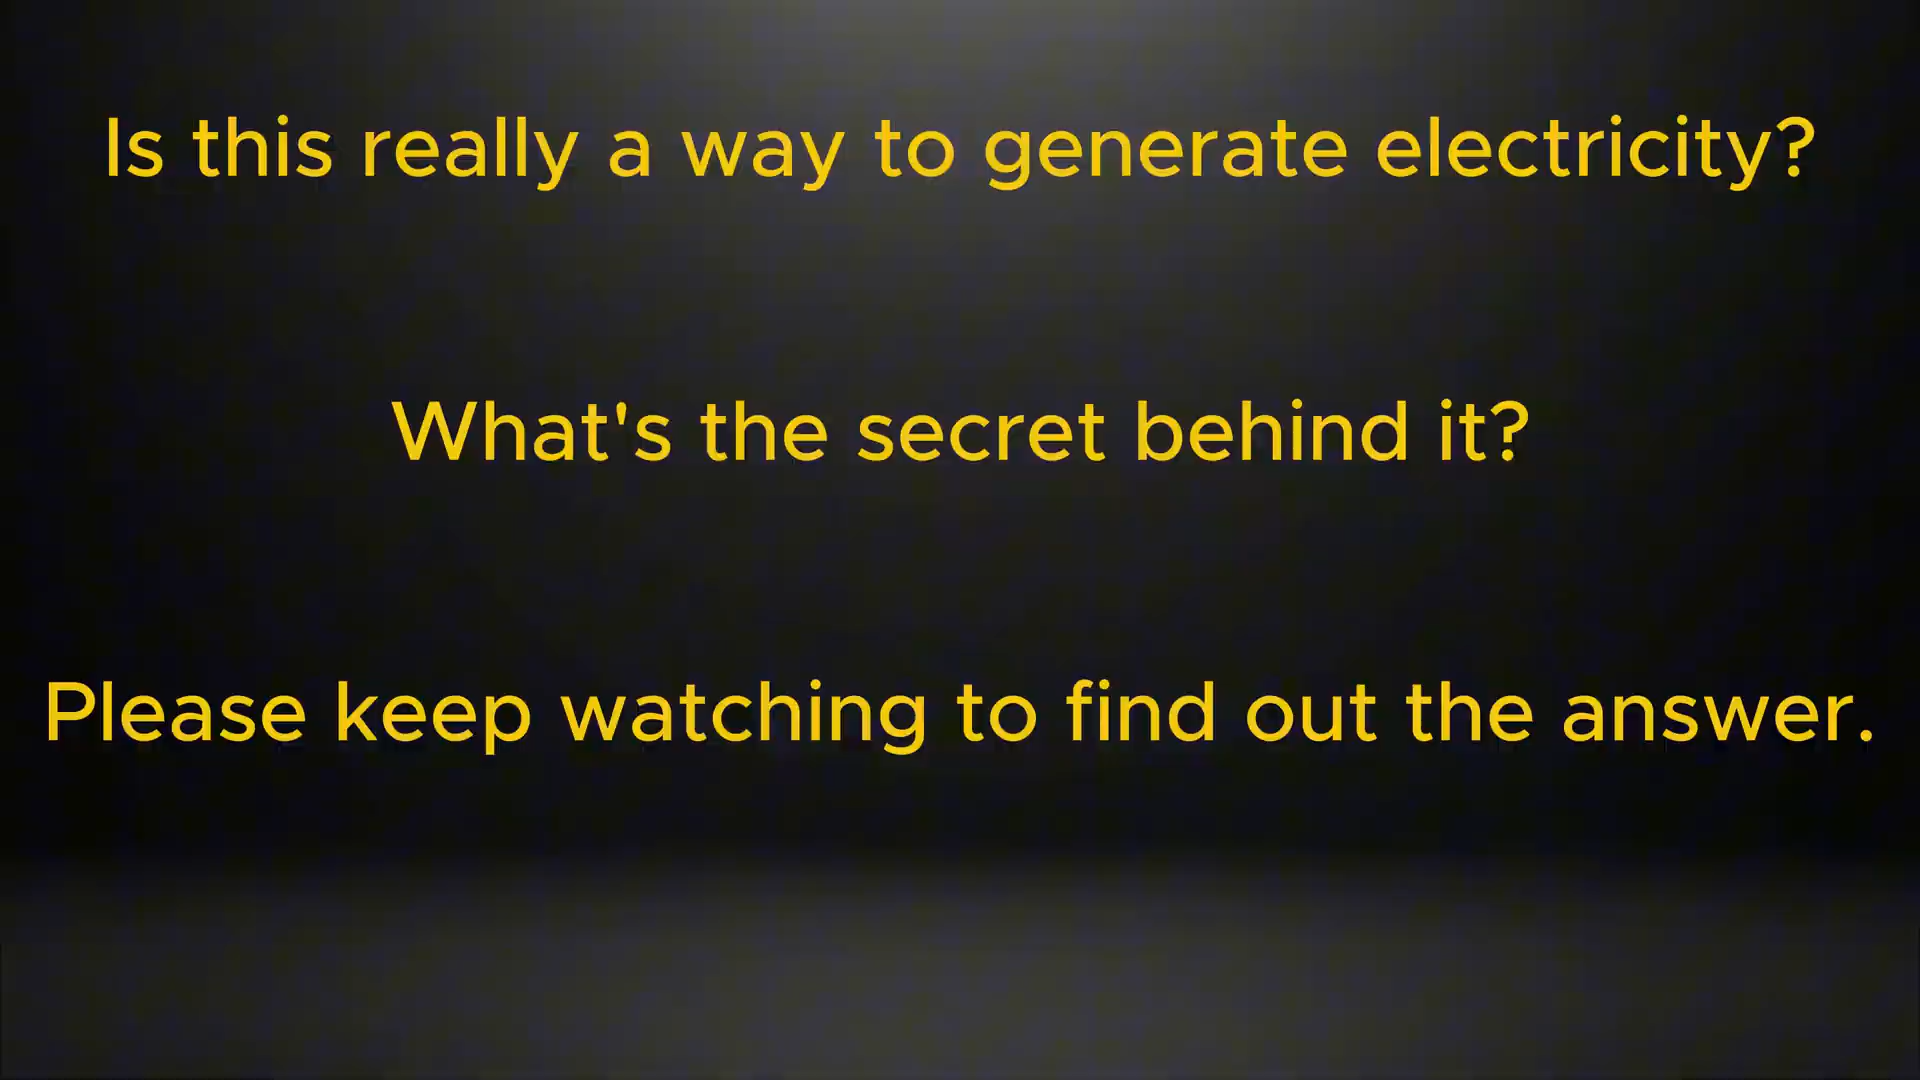 Is this really a way to generate electricity?
What's the secret behind it?
Please keep watching to find out the answer.